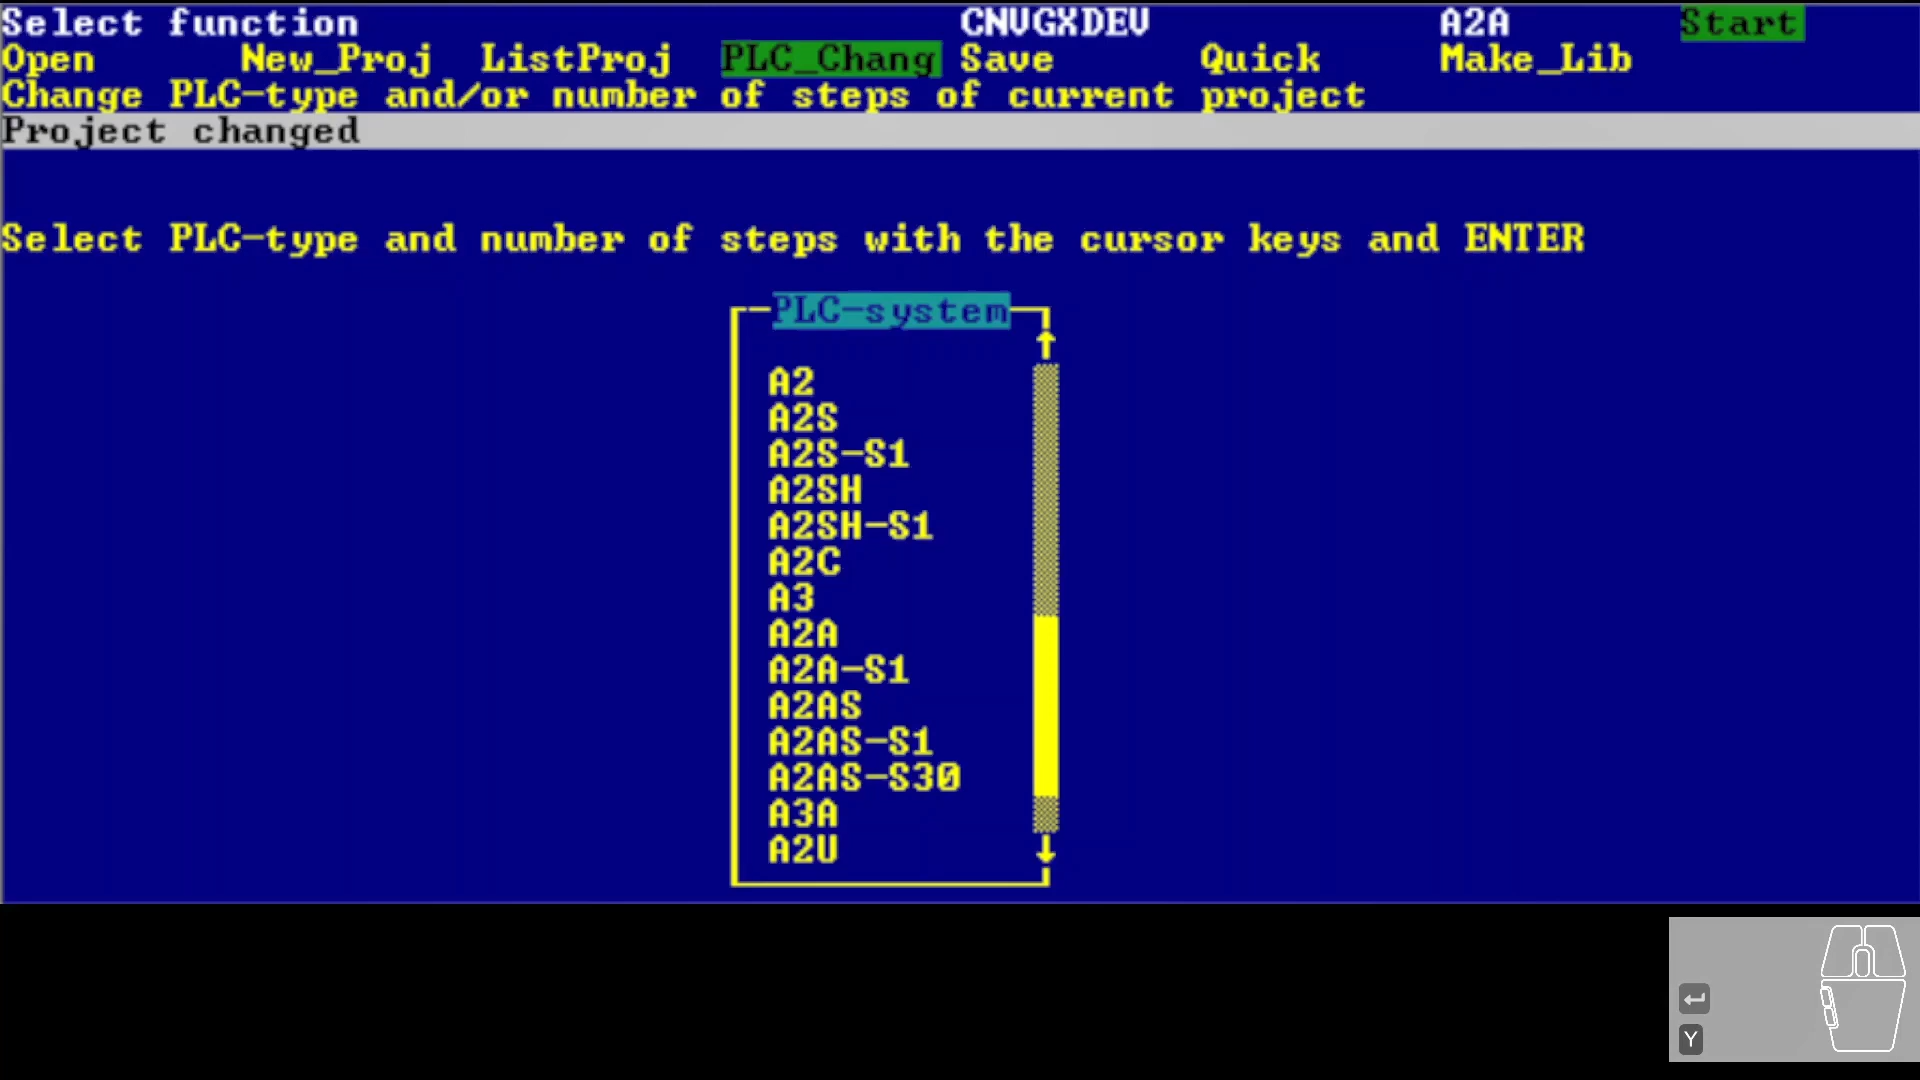 Select function CNVGXDEV A2A Start
Open New_Proj ListProj PLC_Chang Save Quick Make_Lib
Change PLC-type and/or number of steps of current project
Project changed
Select PLC-type and number of steps with the cursor keys and ENTER
PLC-system
A2
A2S
A2S-S1
A2SH
A2SH-S1
A2C
A3
A2A
A2A-S1
A2AS
A2AS-S1
A2AS-S30
A3A
A2U
Y